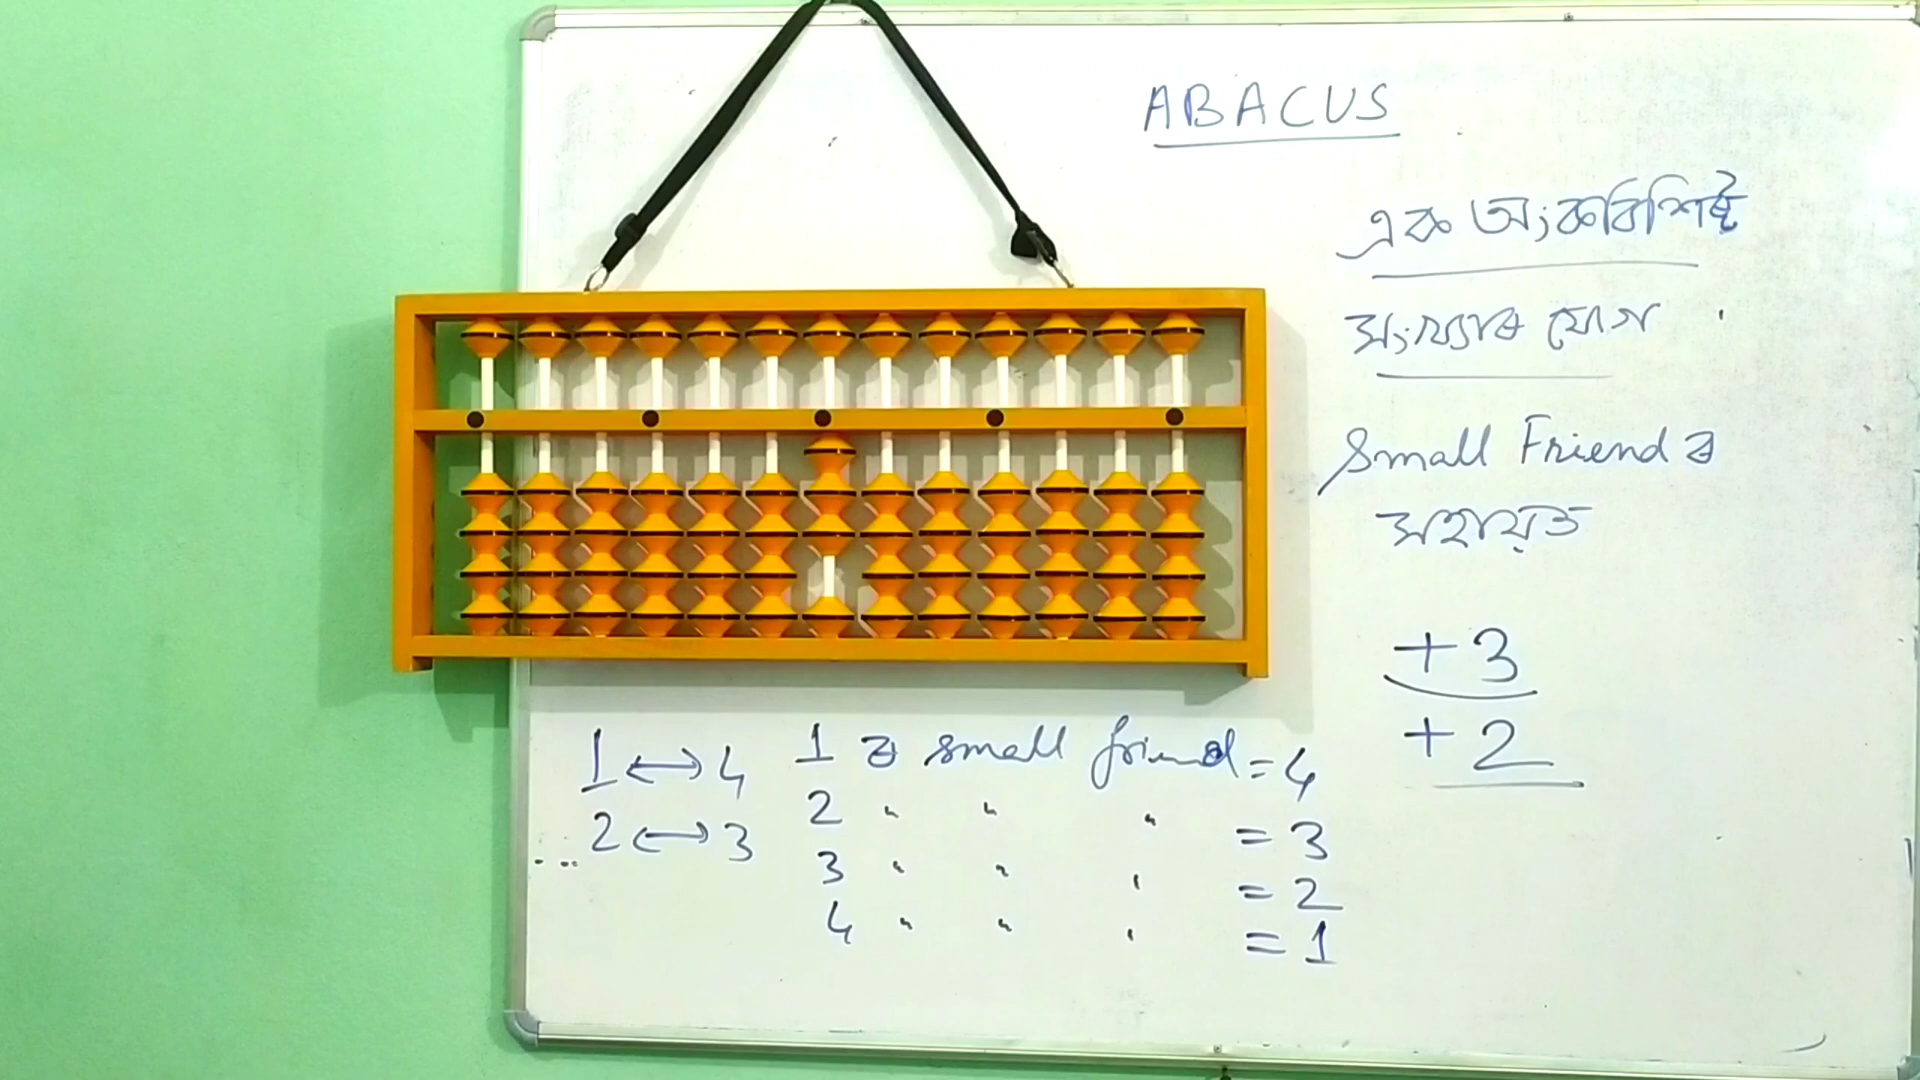 ABACUS
এক অংকবিশিষ্ট
সংখ্যাৰ যোগ
Small Friend ৰ
সহায়ত
+3
+2
1 ↔ 4
2 ↔ 3
...
1 ৰ small friend = 4
2 " " " = 3
3 " " " = 2
4 " " " = 1